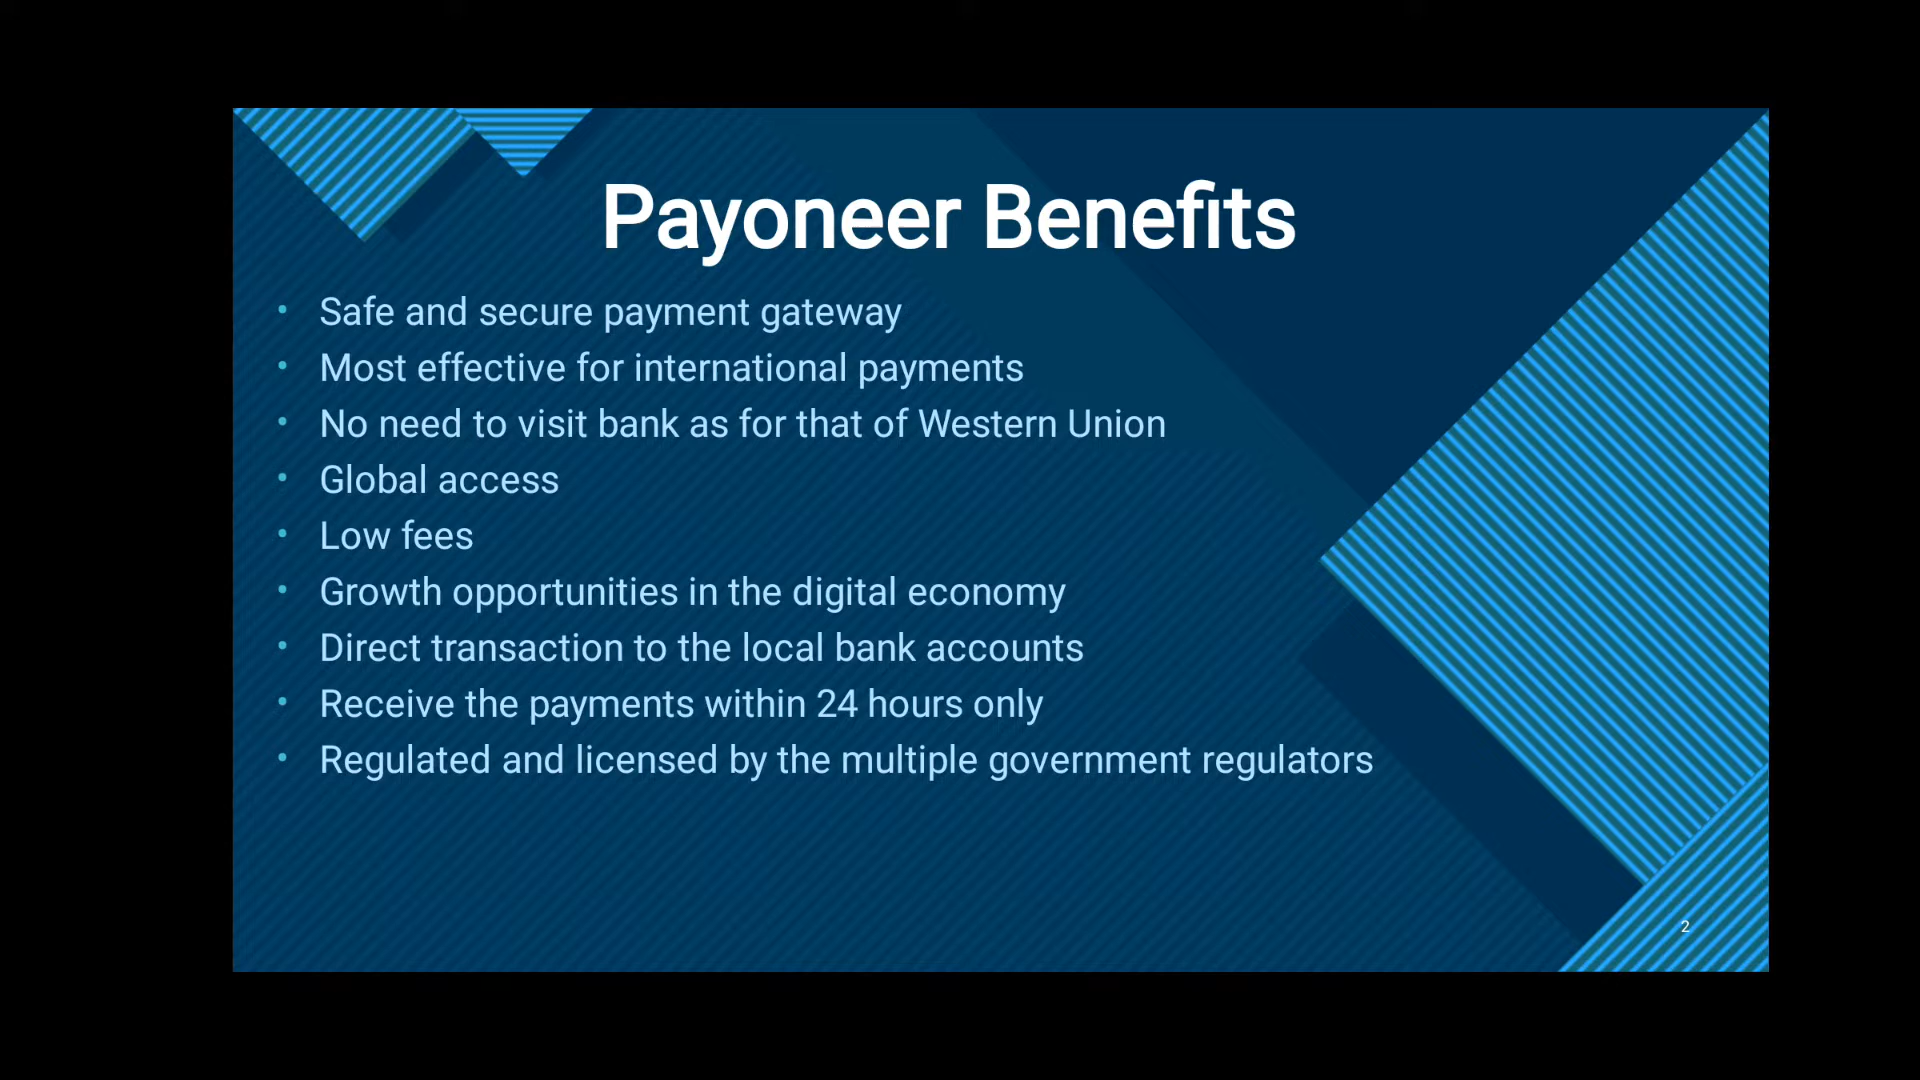 Payoneer Benefits
• Safe and secure payment gateway
• Most effective for international payments
• No need to visit bank as for that of Western Union
• Global access
• Low fees
• Growth opportunities in the digital economy
• Direct transaction to the local bank accounts
• Receive the payments within 24 hours only
• Regulated and licensed by the multiple government regulators
2